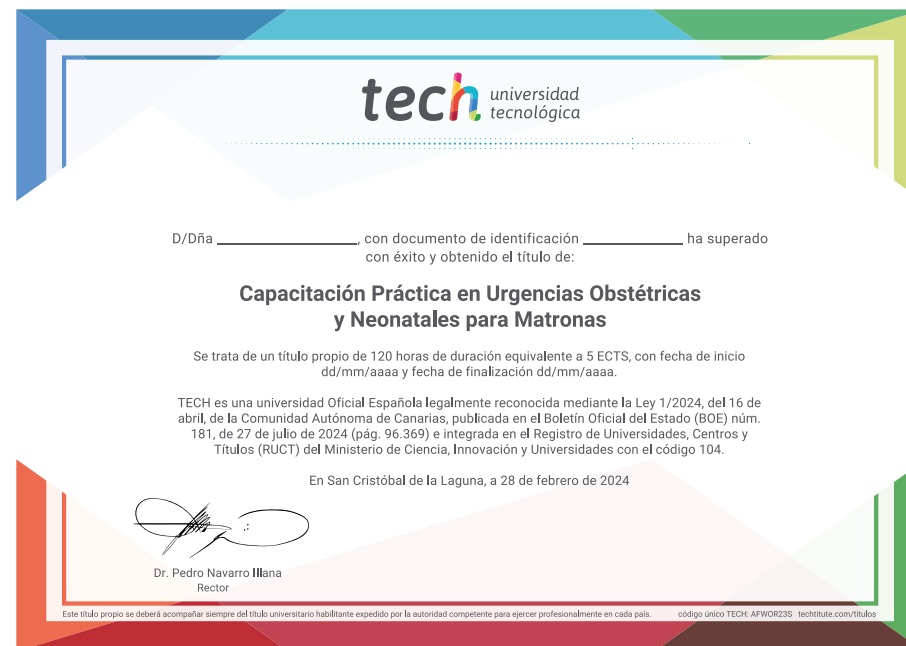 tech universidad
tecnológica
D/Dña ____________________, con documento de identificación ______________ ha superado
con éxito y obtenido el título de:
Capacitación Práctica en Urgencias Obstétricas
y Neonatales para Matronas
Se trata de un título propio de 120 horas de duración equivalente a 5 ECTS, con fecha de inicio
dd/mm/aaaa y fecha de finalización dd/mm/aaaa.
TECH es una universidad Oficial Española legalmente reconocida mediante la Ley 1/2024, del 16 de
abril, de la Comunidad Autónoma de Canarias, publicada en el Boletín Oficial del Estado (BOE) núm.
181, de 27 de julio de 2024 (pág. 96.369) e integrada en el Registro de Universidades, Centros y
Títulos (RUCT) del Ministerio de Ciencia, Innovación y Universidades con el código 104.
En San Cristóbal de la Laguna, a 28 de febrero de 2024
Dr. Pedro Navarro Illana
Rector
Este título propio se deberá acompañar siempre del título universitario habilitante expedido por la autoridad competente para ejercer profesionalmente en cada país. código único TECH: AFWOR23S techtitute.com/titulos